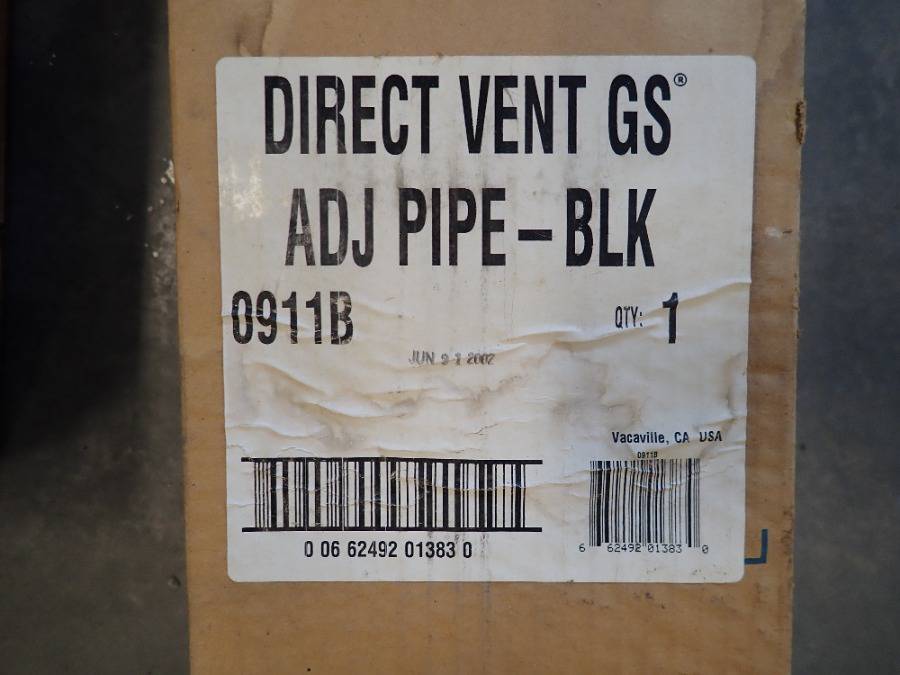 DIRECT VENT GS®
ADJ PIPE – BLK
0911B QTY: 1
JUN 2 1 2002
Vacaville, CA USA
0911B
0 06 62492 01383 0
6 62492 01383 0